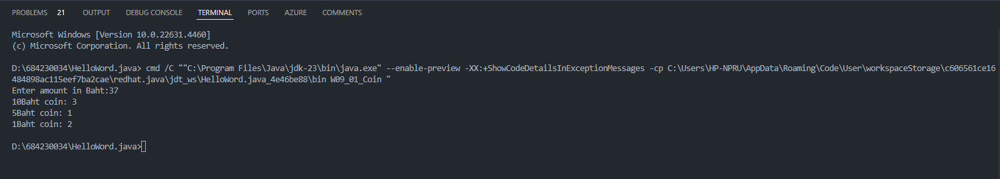 PROBLEMS 21 OUTPUT DEBUG CONSOLE TERMINAL PORTS AZURE COMMENTS
Microsoft Windows [Version 10.0.22631.4460]
(c) Microsoft Corporation. All rights reserved.
D:\684230034\HelloWord.java> cmd /C ""C:\Program Files\Java\jdk-23\bin\java.exe" --enable-preview -XX:+ShowCodeDetailsInExceptionMessages -cp C:\Users\HP-NPRU\AppData\Roaming\Code\User\workspaceStorage\c606561ce16
484898ac115eef7ba2cae\redhat.java\jdt_ws\HelloWord.java_4e46be88\bin W09_01_Coin "
Enter amount in Baht:37
10Baht coin: 3
5Baht coin: 1
1Baht coin: 2
D:\684230034\HelloWord.java>